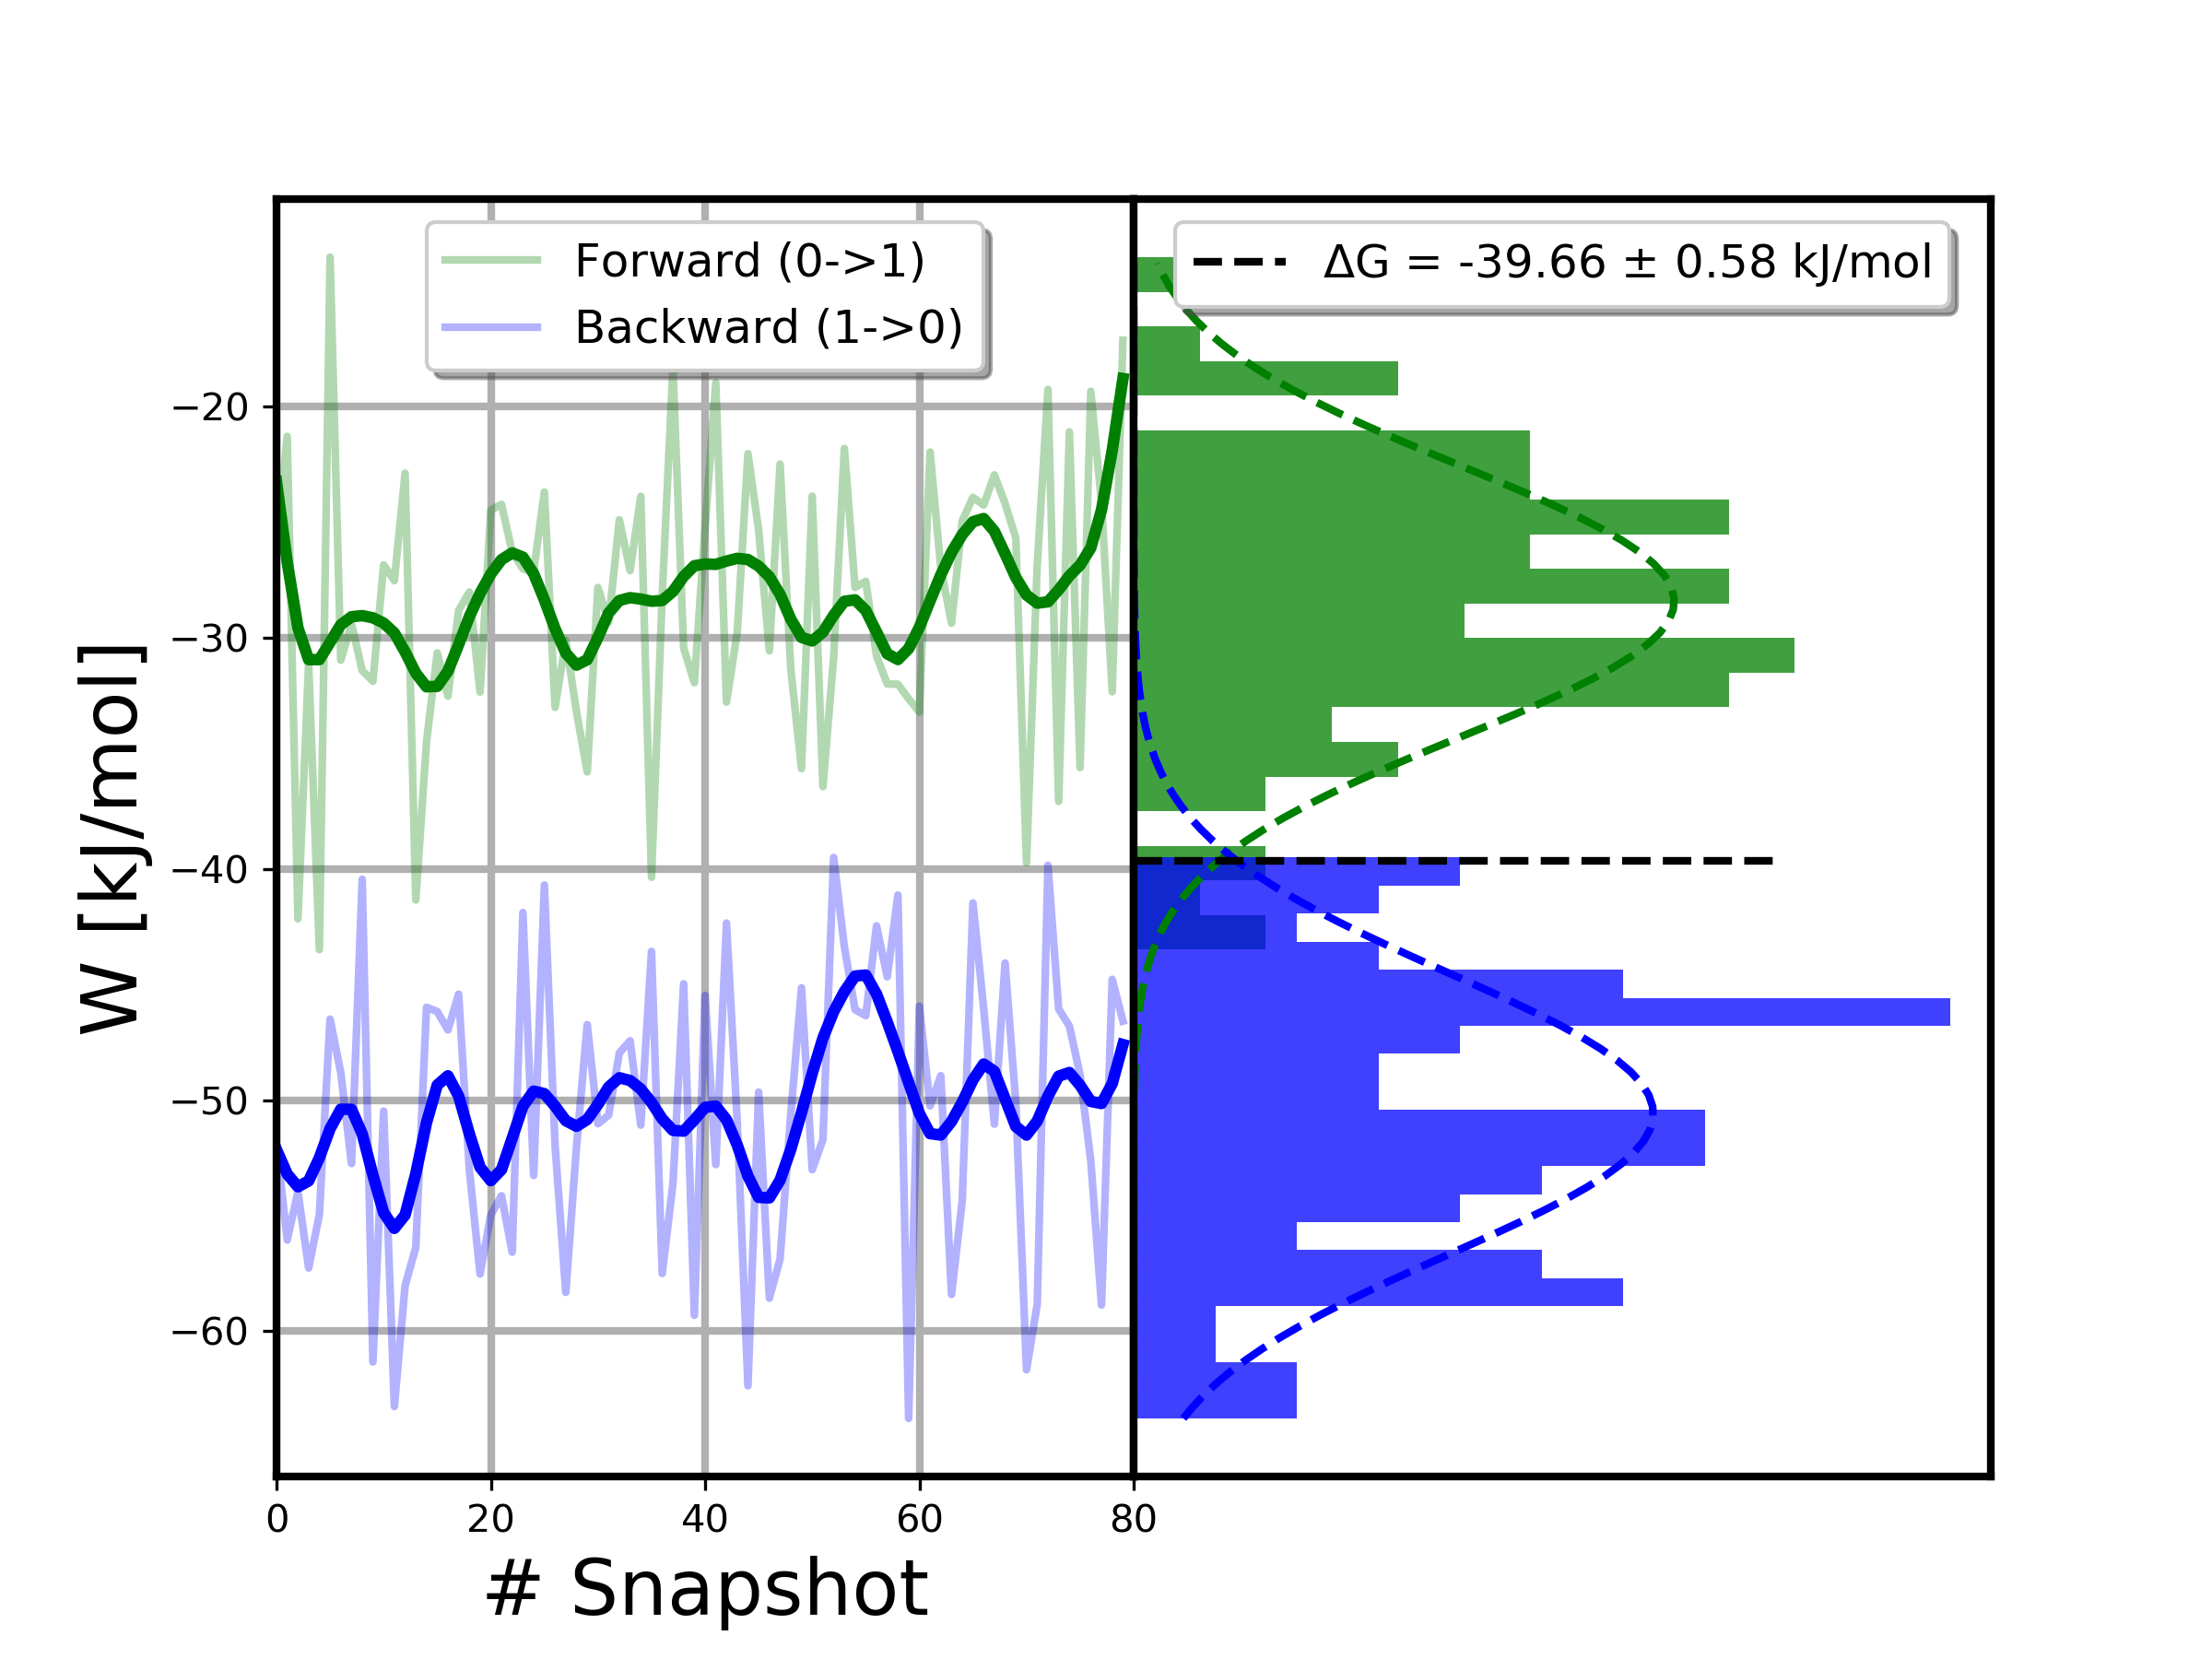 Forward (0->1)
Backward (1->0)
ΔG = -39.66 ± 0.58 kJ/mol
W [kJ/mol]
−20
−30
−40
−50
−60
0 20 40 60 80
# Snapshot